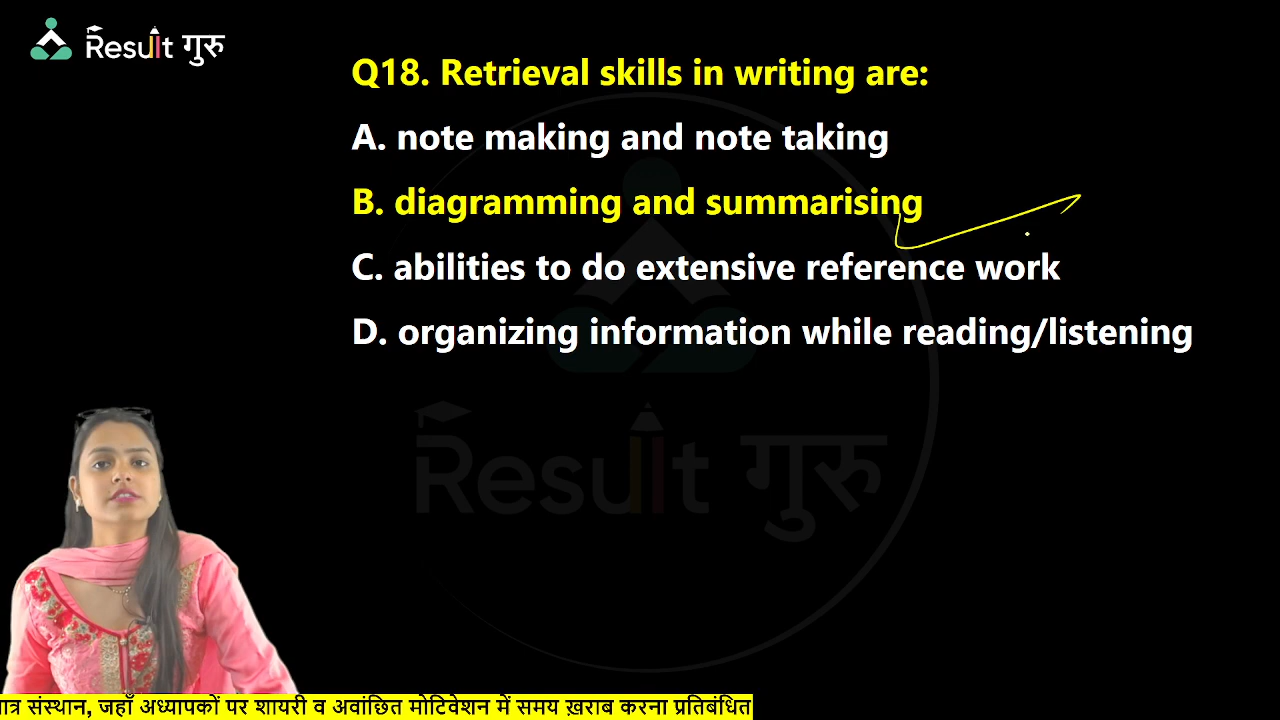 Result गुरु
Q18. Retrieval skills in writing are:
A. note making and note taking
B. diagramming and summarising
C. abilities to do extensive reference work
D. organizing information while reading/listening
Result गुरु
संस्थान, जहाँ अध्यापकों पर शायरी व अवांछित मोटिवेशन में समय ख़राब करना प्रतिबंधित